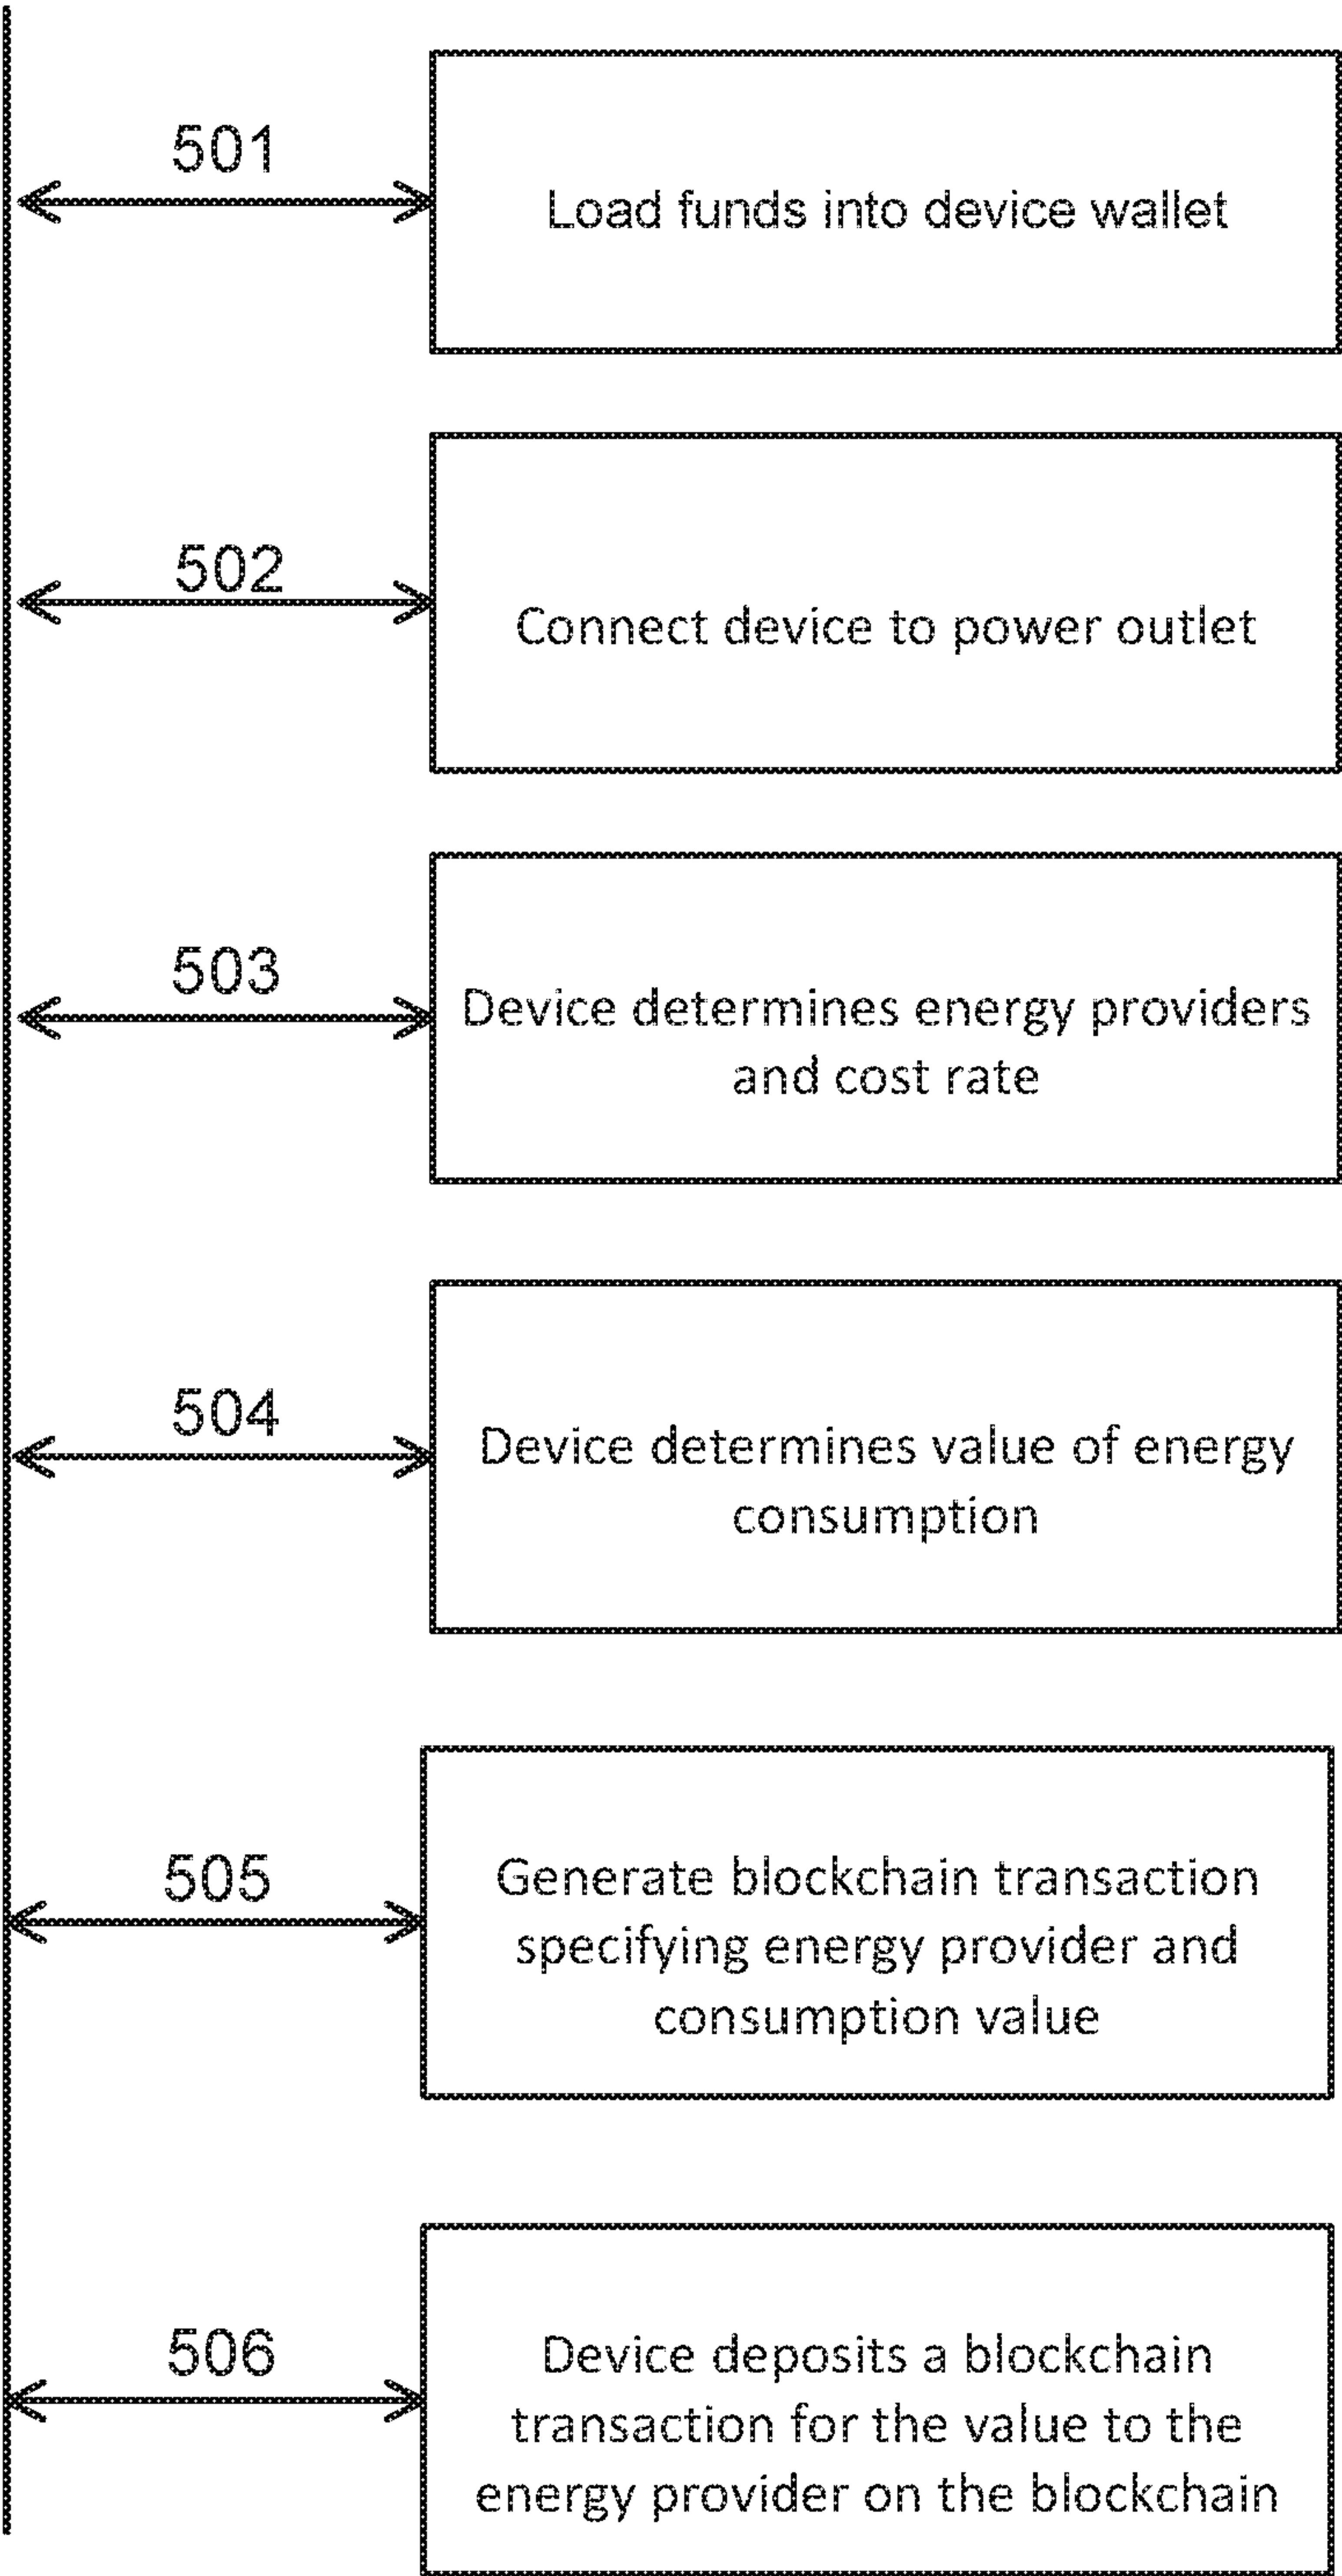 501
Load funds into device wallet
502
Connect device to power outlet
503
Device determines energy providers
and cost rate
504
Device determines value of energy
consumption
505
Generate blockchain transaction
specifying energy provider and
consumption value
506
Device deposits a blockchain
transaction for the value to the
energy provider on the blockchain